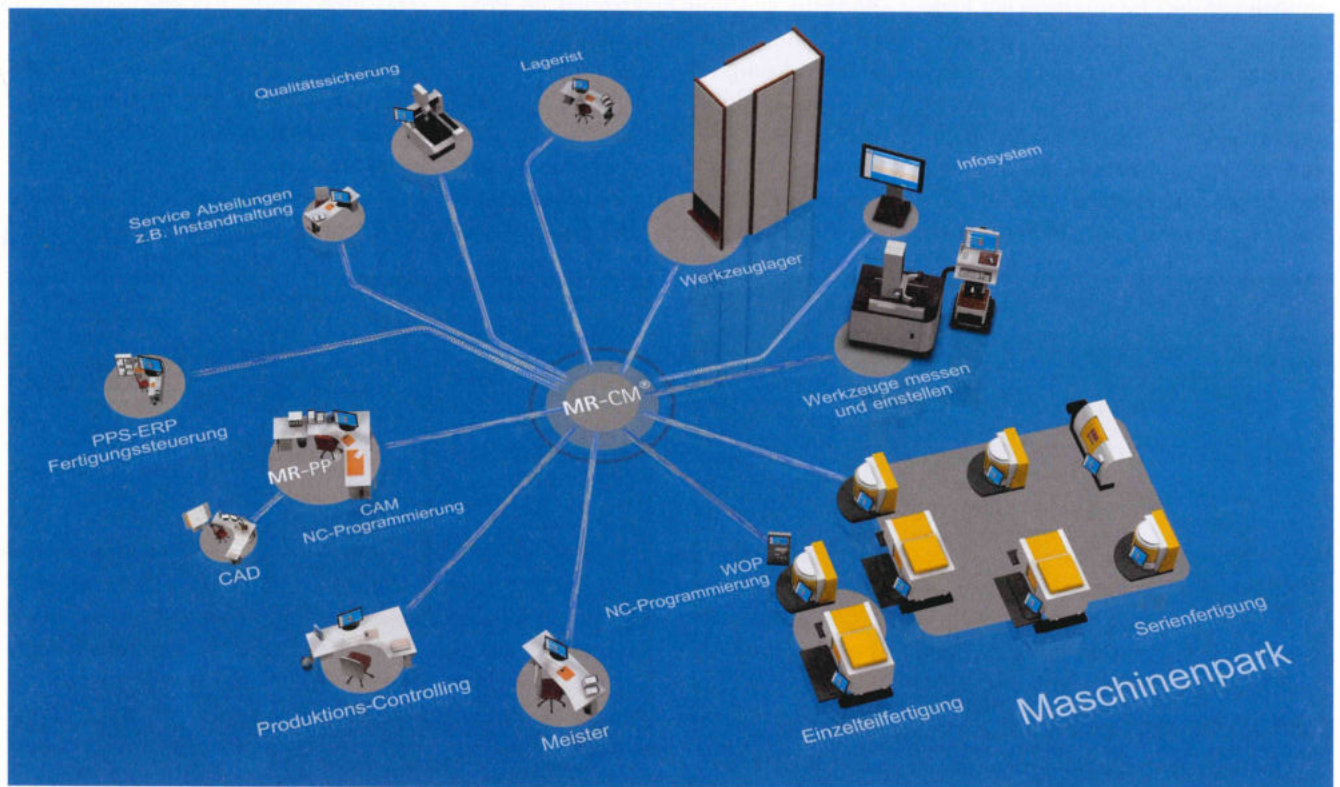 Qualitätssicherung
Lagerist
Infosystem
Service Abteilungen
z.B. Instandhaltung
Werkzeuglager
MR-CM®
Werkzeuge messen
und einstellen
PPS-ERP
Fertigungssteuerung
MR-PP
CAM
NC-Programmierung
CAD
WOP
NC-Programmierung
Serienfertigung
Maschinenpark
Einzelteilfertigung
Produktions-Controlling
Meister